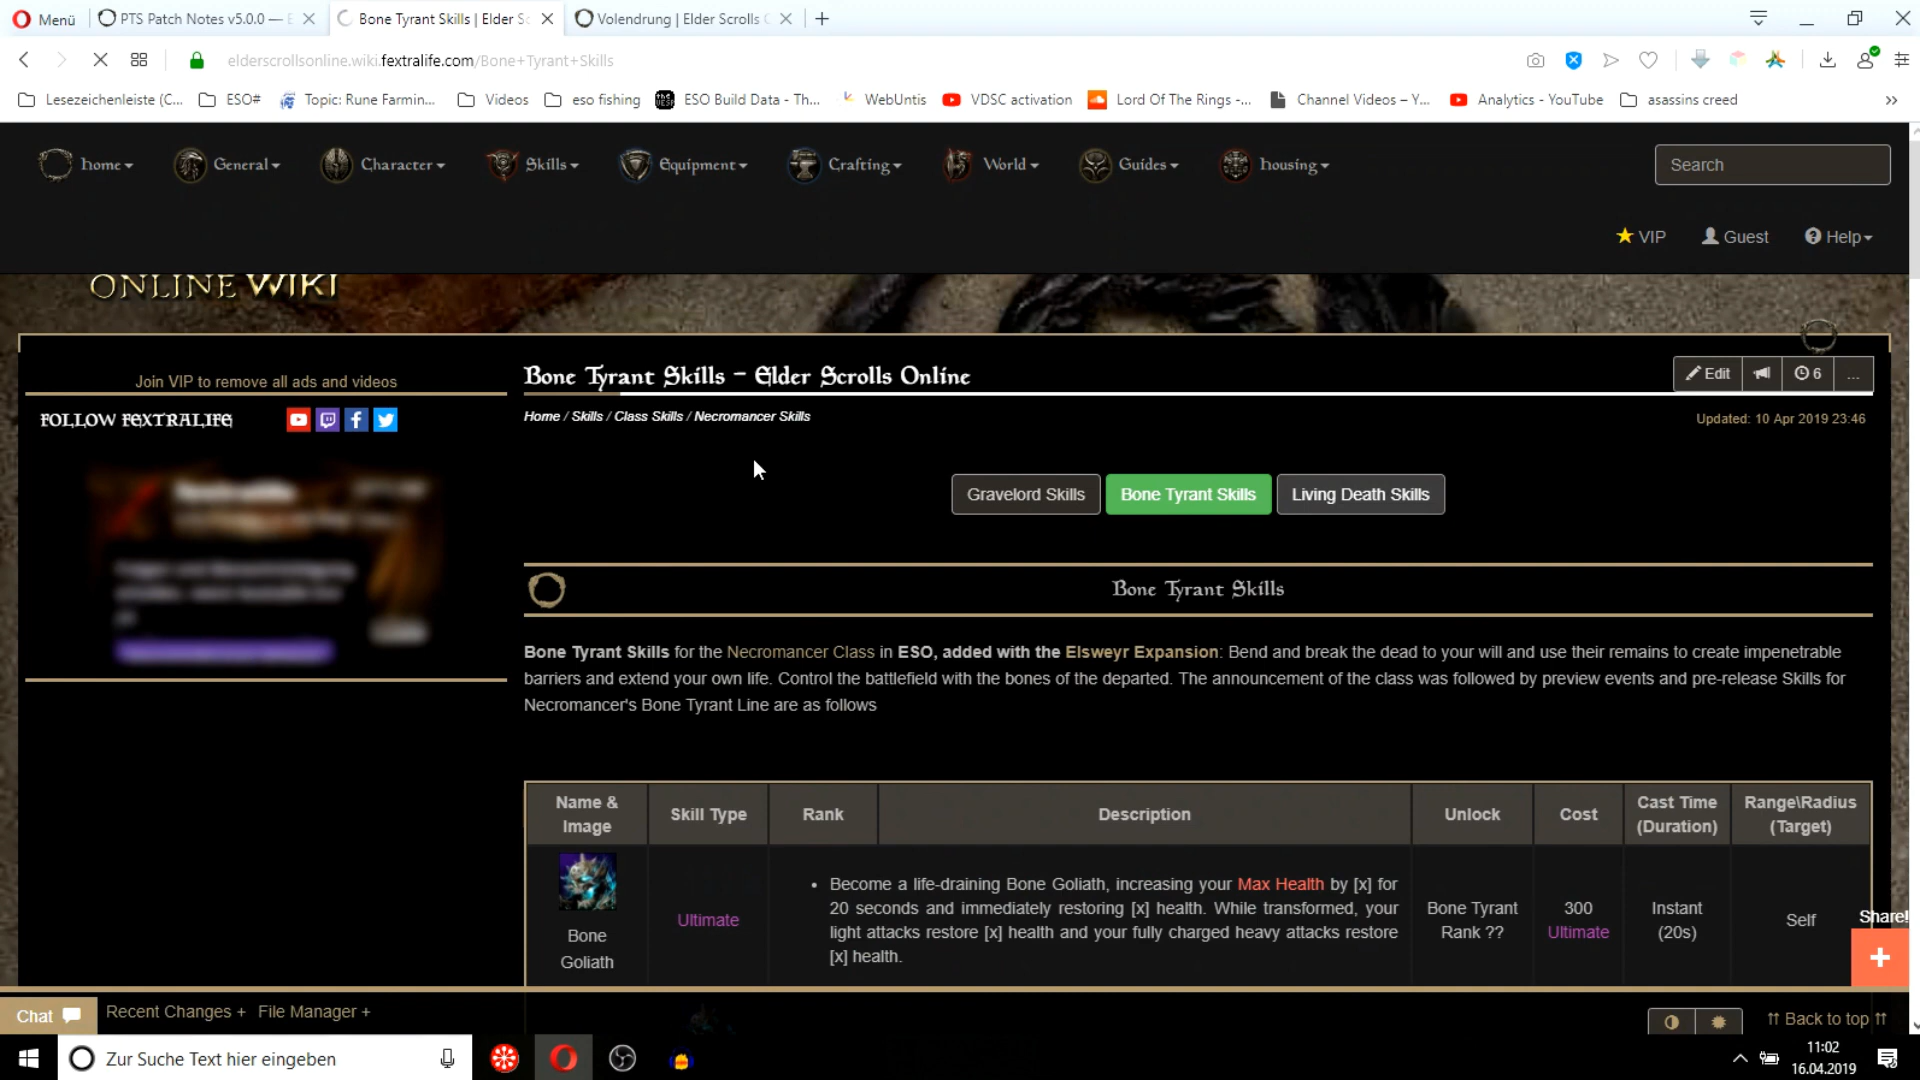 Menü
PTS Patch Notes v5.0.0 — E
Bone Tyrant Skills | Elder Sc
Volendrung | Elder Scrolls O
elderscrollsonline.wiki.fextralife.com/Bone+Tyrant+Skills
Lesezeichenleiste (C...
ESO#
Topic: Rune Farmin...
Videos
eso fishing
ESO Build Data - Th...
WebUntis
VDSC activation
Lord Of The Rings -...
Channel Videos – Y...
Analytics - YouTube
asassins creed
Home
General
Character
Skills
Equipment
Crafting
World
Guides
Housing
Search
VIP
Guest
Help
ONLINE WIKI
Join VIP to remove all ads and videos
FOLLOW FEXTRALIFE
Bone Tyrant Skills – Elder Scrolls Online
Edit
6
...
Home / Skills / Class Skills / Necromancer Skills
Updated: 10 Apr 2019 23:46
Gravelord Skills
Bone Tyrant Skills
Living Death Skills
Bone Tyrant Skills
Bone Tyrant Skills for the Necromancer Class in ESO, added with the Elsweyr Expansion: Bend and break the dead to your will and use their remains to create impenetrable
barriers and extend your own life. Control the battlefield with the bones of the departed. The announcement of the class was followed by preview events and pre-release Skills for
Necromancer's Bone Tyrant Line are as follows
Name &
Image
Skill Type
Rank
Description
Unlock
Cost
Cast Time
(Duration)
Range\Radius
(Target)
Bone
Goliath
Ultimate
• Become a life-draining Bone Goliath, increasing your Max Health by [x] for
20 seconds and immediately restoring [x] health. While transformed, your
light attacks restore [x] health and your fully charged heavy attacks restore
[x] health.
Bone Tyrant
Rank ??
300
Ultimate
Instant
(20s)
Self
Share!
+
Chat
Recent Changes +
File Manager +
Back to top
Zur Suche Text hier eingeben
11:02
16.04.2019